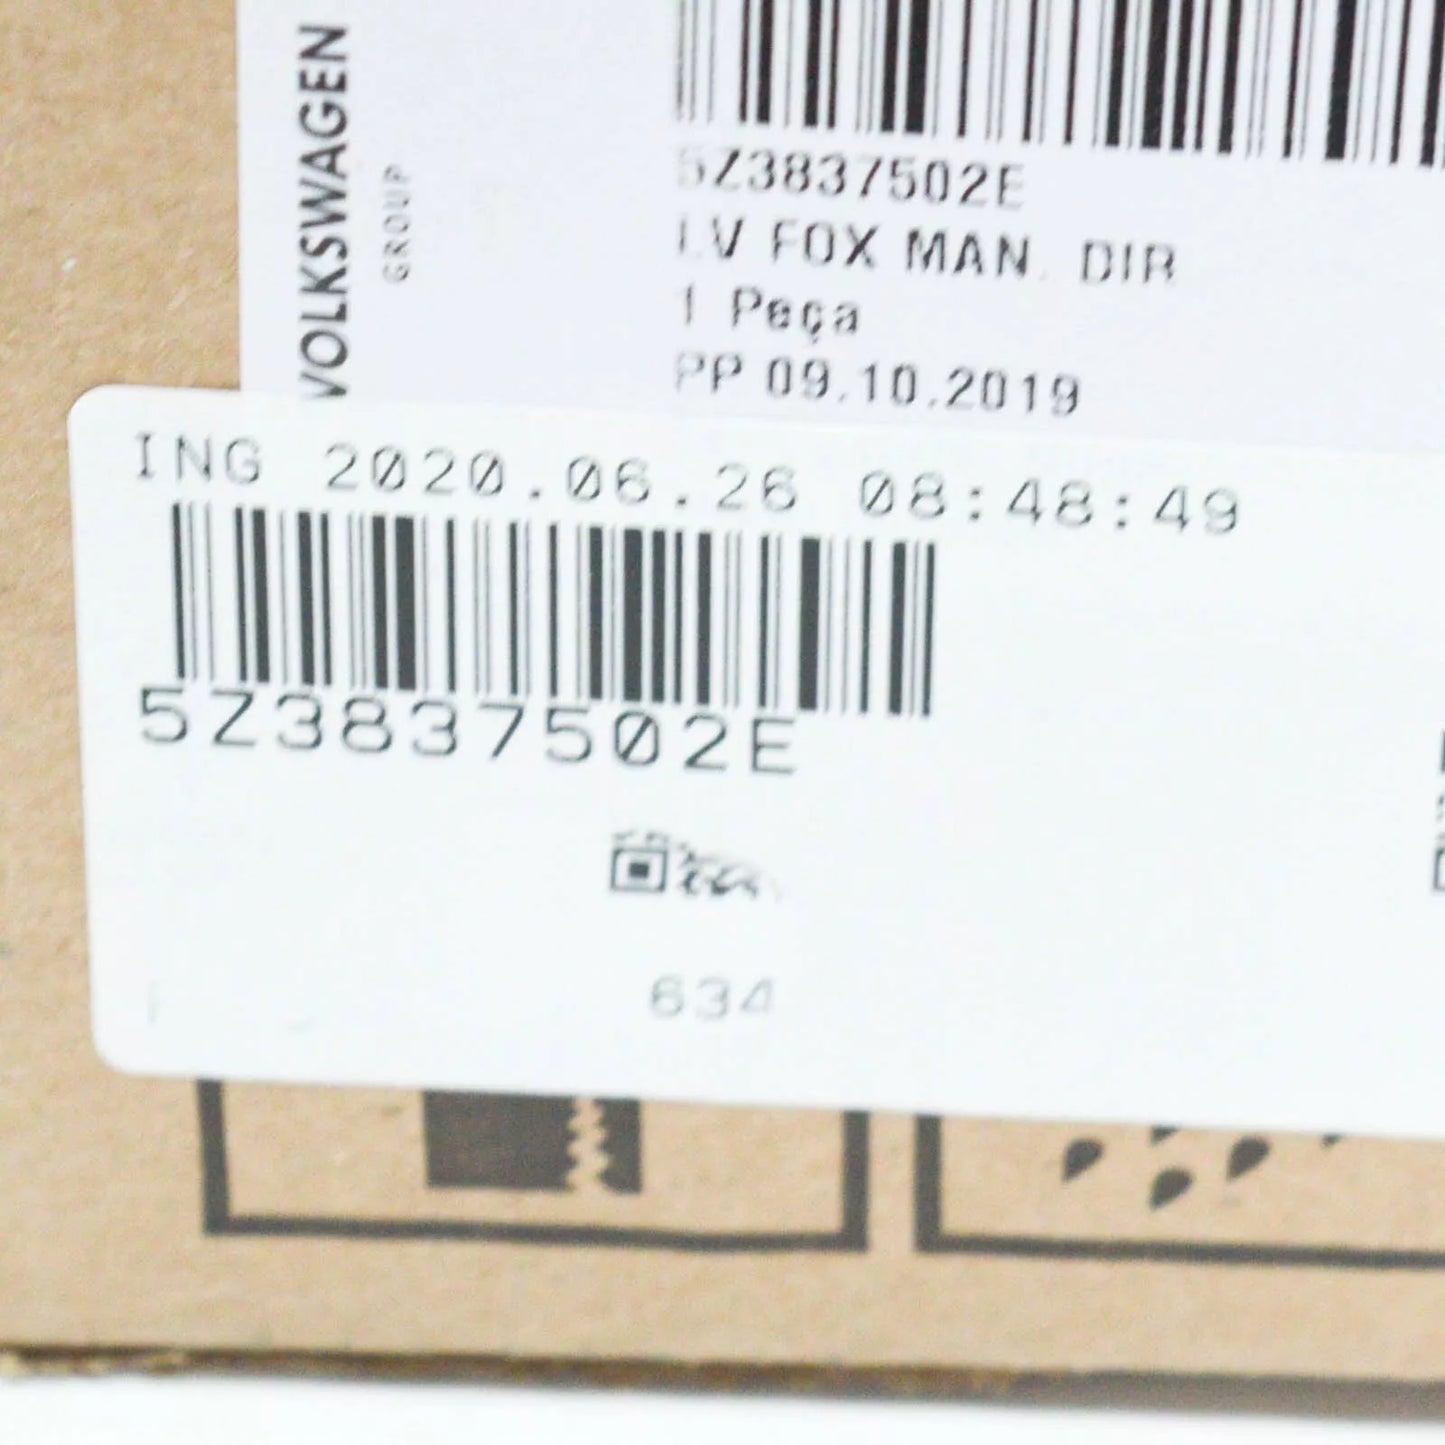 VOLKSWAGEN
GROUP
5Z3837502E
LV FOX MAN. DIR
1 Peça
PP 09.10.2019
ING 2020.06.26 08:48:49
5Z3837502E
634